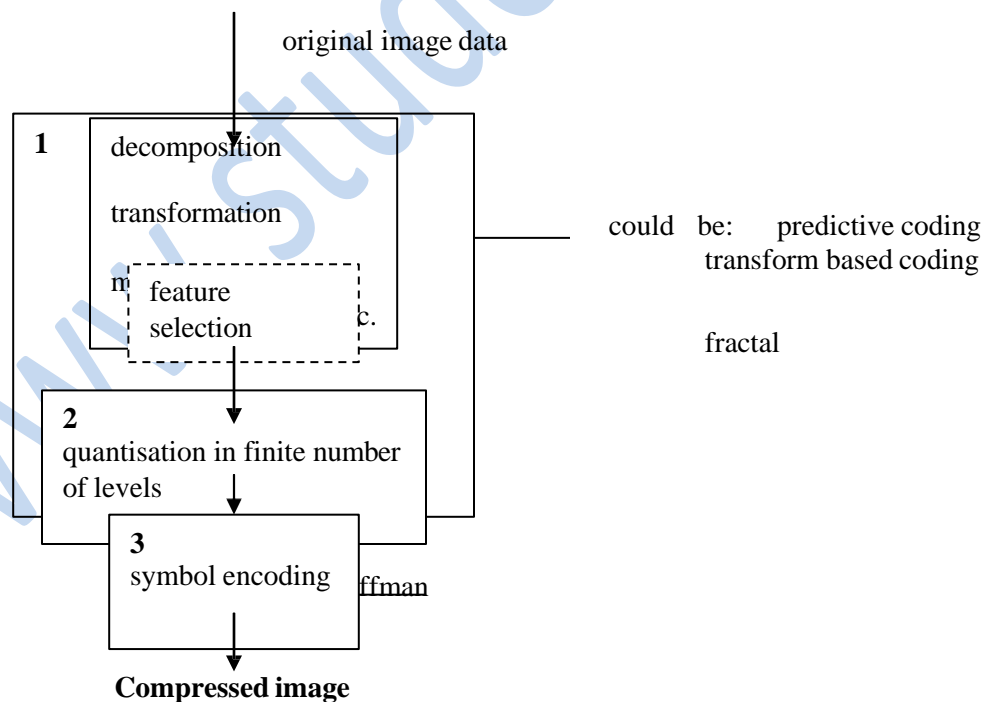 original image data
1
decomposition
transformation
could be: predictive coding
transform based coding
feature
selection
c.
fractal
2
quantisation in finite number
of levels
3
symbol encoding
ffman
Compressed image